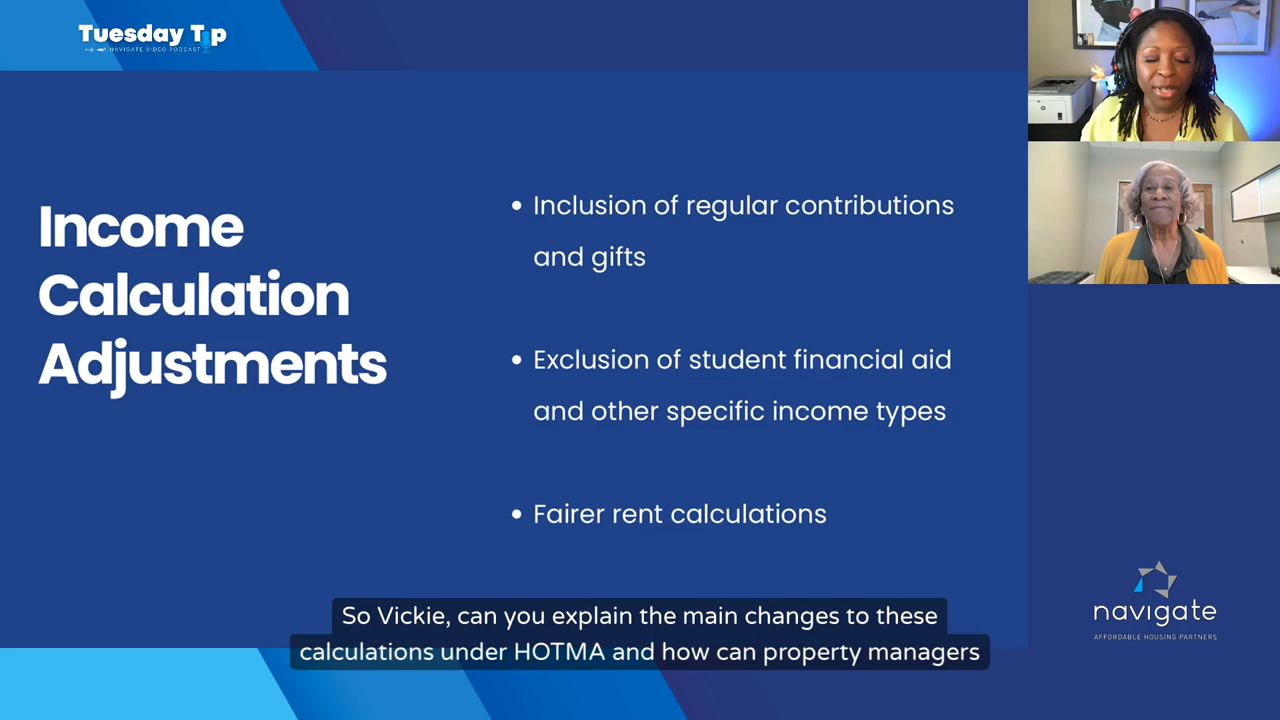 Tuesday Tip
NAVIGATE VIDEO PODCAST
Income
Calculation
Adjustments
• Inclusion of regular contributions
and gifts
• Exclusion of student financial aid
and other specific income types
• Fairer rent calculations
So Vickie, can you explain the main changes to these
calculations under HOTMA and how can property managers
navigate
AFFORDABLE HOUSING PARTNERS